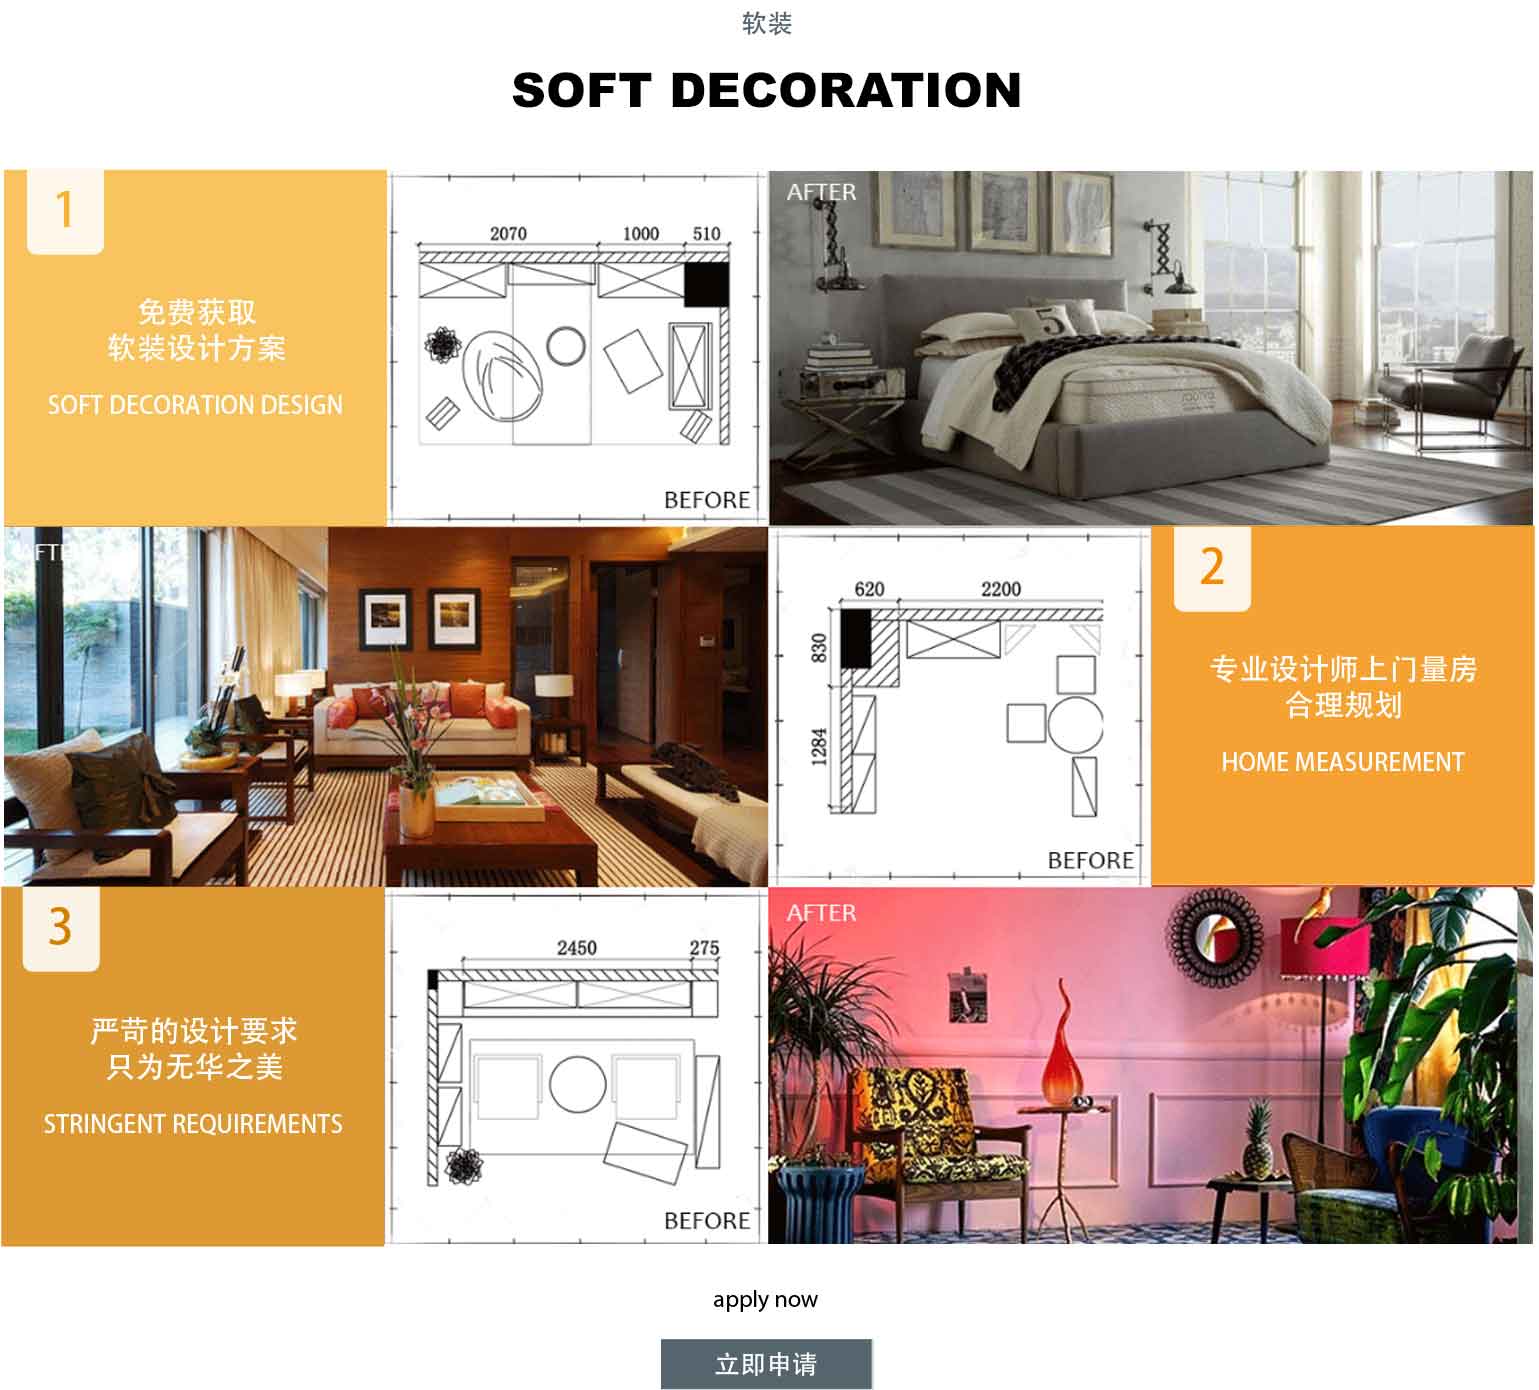 软装
SOFT DECORATION
1
免费获取
软装设计方案
SOFT DECORATION DESIGN
2070 1000 510
BEFORE
AFTER
5
AFTE
620 2200
830
1284
BEFORE
2
专业设计师上门量房
合理规划
HOME MEASUREMENT
3
严苛的设计要求
只为无华之美
STRINGENT REQUIREMENTS
2450 275
BEFORE
AFTER
apply now
立即申请